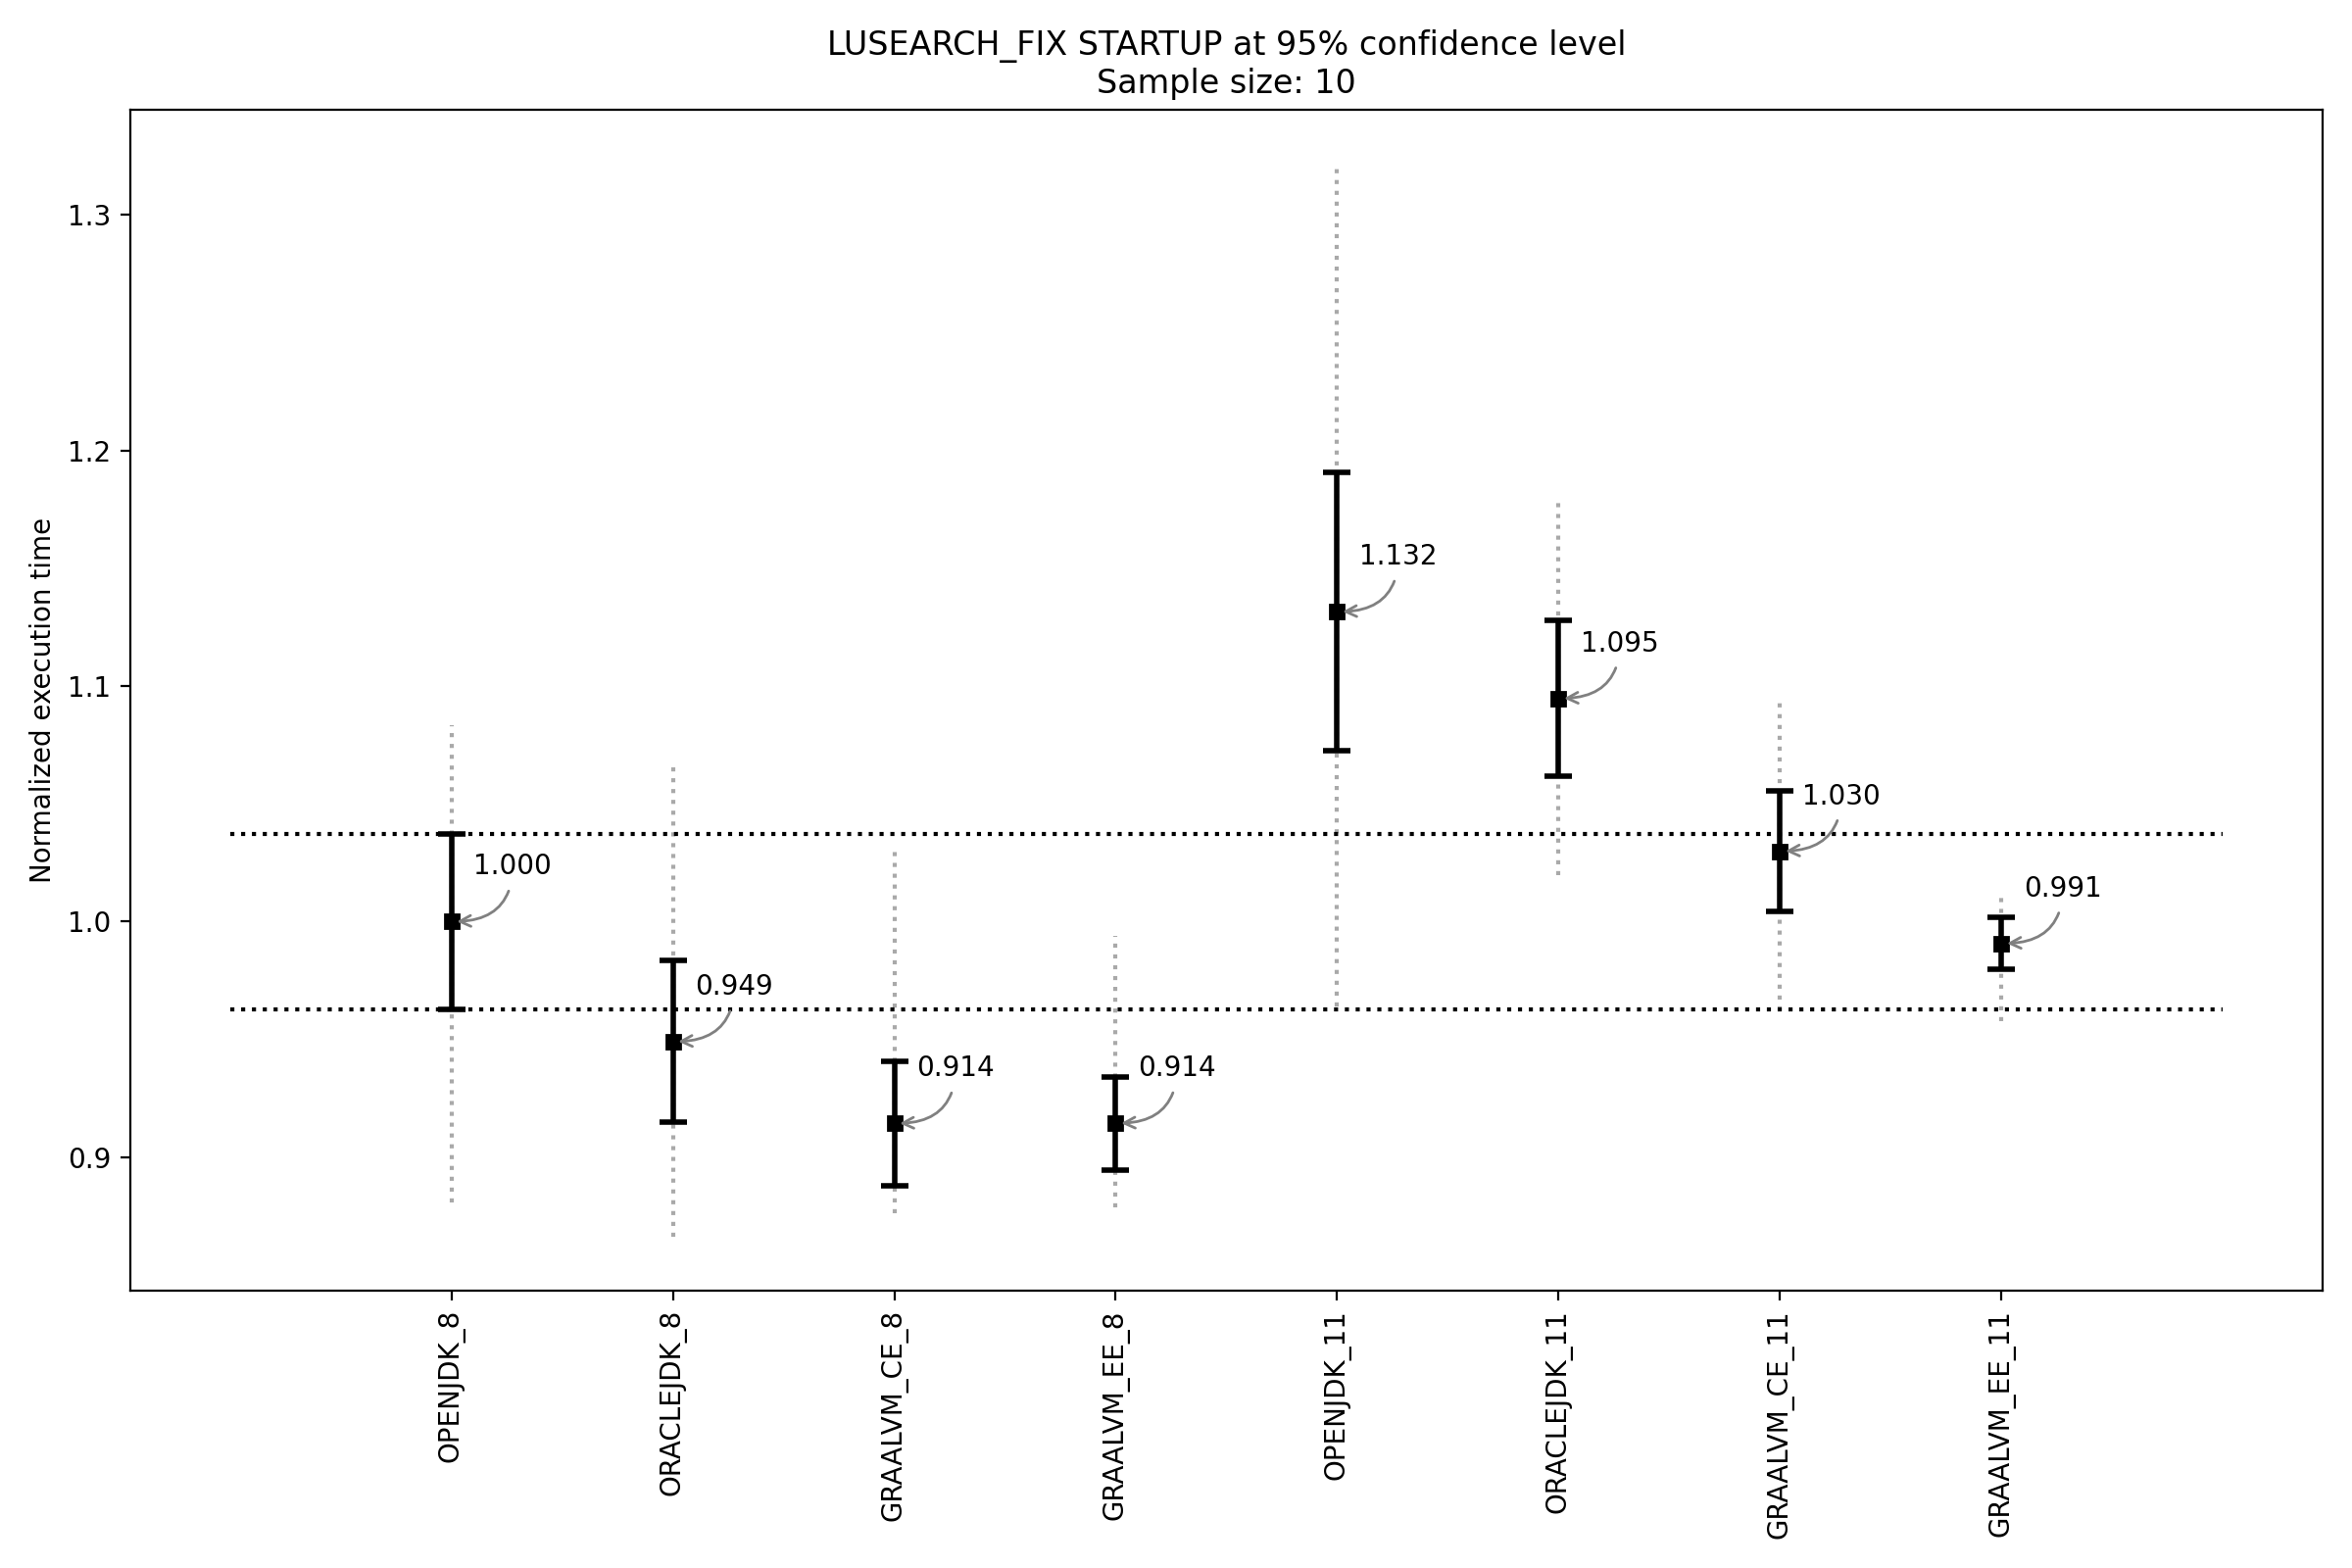 LUSEARCH_FIX STARTUP at 95% confidence level
Sample size: 10
Normalized execution time
1.3
1.2
1.1
1.0
0.9
1.000
0.949
0.914
0.914
1.132
1.095
1.030
0.991
OPENJDK_8
ORACLEJDK_8
GRAALVM_CE_8
GRAALVM_EE_8
OPENJDK_11
ORACLEJDK_11
GRAALVM_CE_11
GRAALVM_EE_11